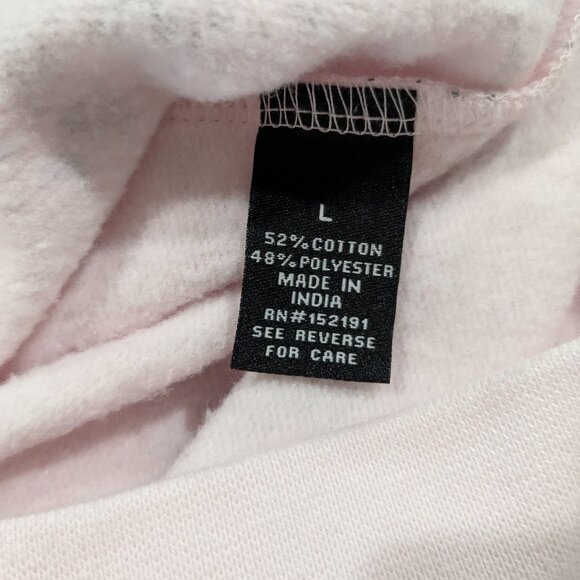 L
52%COTTON
48%POLYESTER
MADE IN
INDIA
RN#152191
SEE REVERSE
FOR CARE